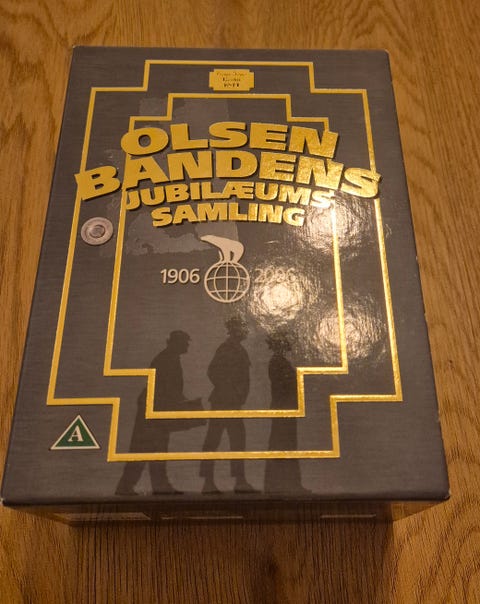 OLSEN
BANDENS
JUBILÆUMS
SAMLING
1906 2006
A